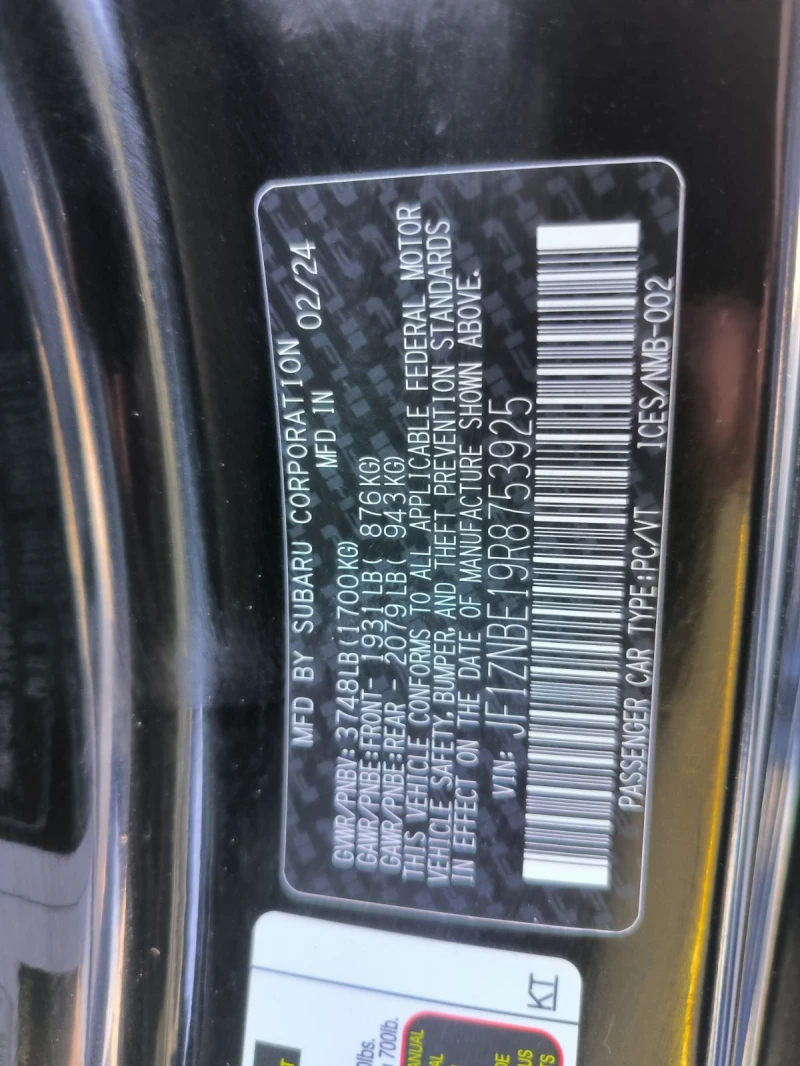 MFD BY SUBARU CORPORATION 02/24
MFD IN
GVWR/PNBV:3748LB(1700KG)
GAWR/PNBE:FRONT- 1931LB( 876KG)
GAWR/PNBE:REAR - 2079LB( 943KG)
THIS VEHICLE CONFORMS TO ALL APPLICABLE FEDERAL MOTOR
VEHICLE SAFETY,BUMPER,AND THEFT PREVENTION STANDARDS
IN EFFECT ON THE DATE OF MANUFACTURE SHOWN ABOVE.
VIN: JF1ZNBE19R8753925
PASSENGER CAR TYPE:PC/VT ICES/NMB-002
KT
700lb.